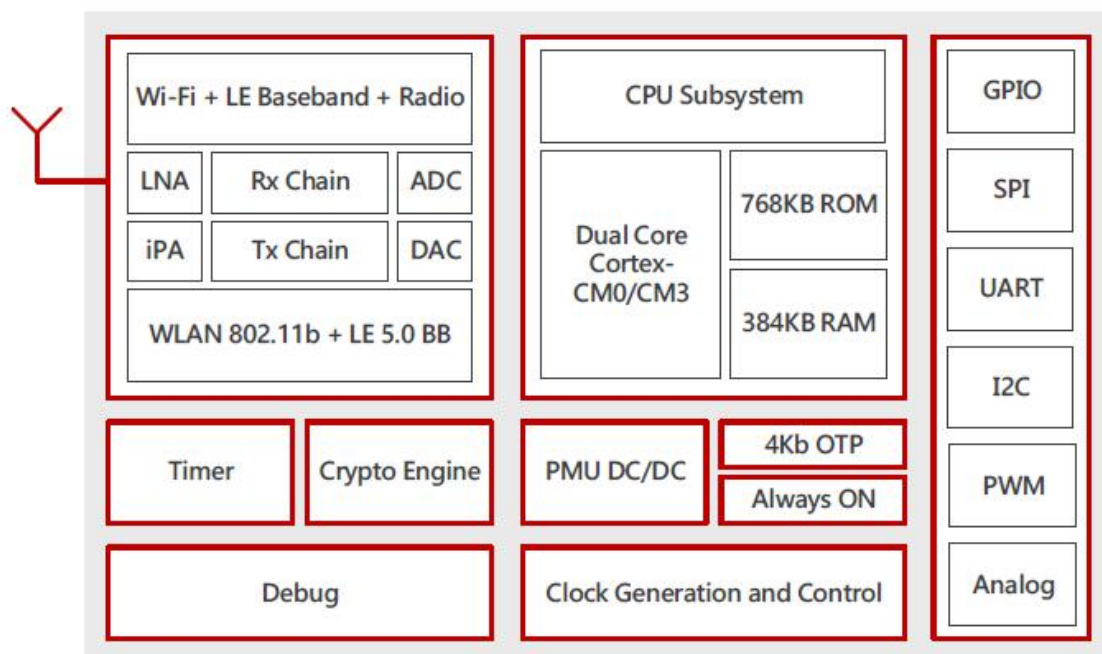 Wi-Fi + LE Baseband + Radio
LNA
Rx Chain
ADC
iPA
Tx Chain
DAC
WLAN 802.11b + LE 5.0 BB
CPU Subsystem
Dual Core
Cortex-
CM0/CM3
768KB ROM
384KB RAM
GPIO
SPI
UART
I2C
PWM
Analog
Timer
Crypto Engine
PMU DC/DC
4Kb OTP
Always ON
Debug
Clock Generation and Control